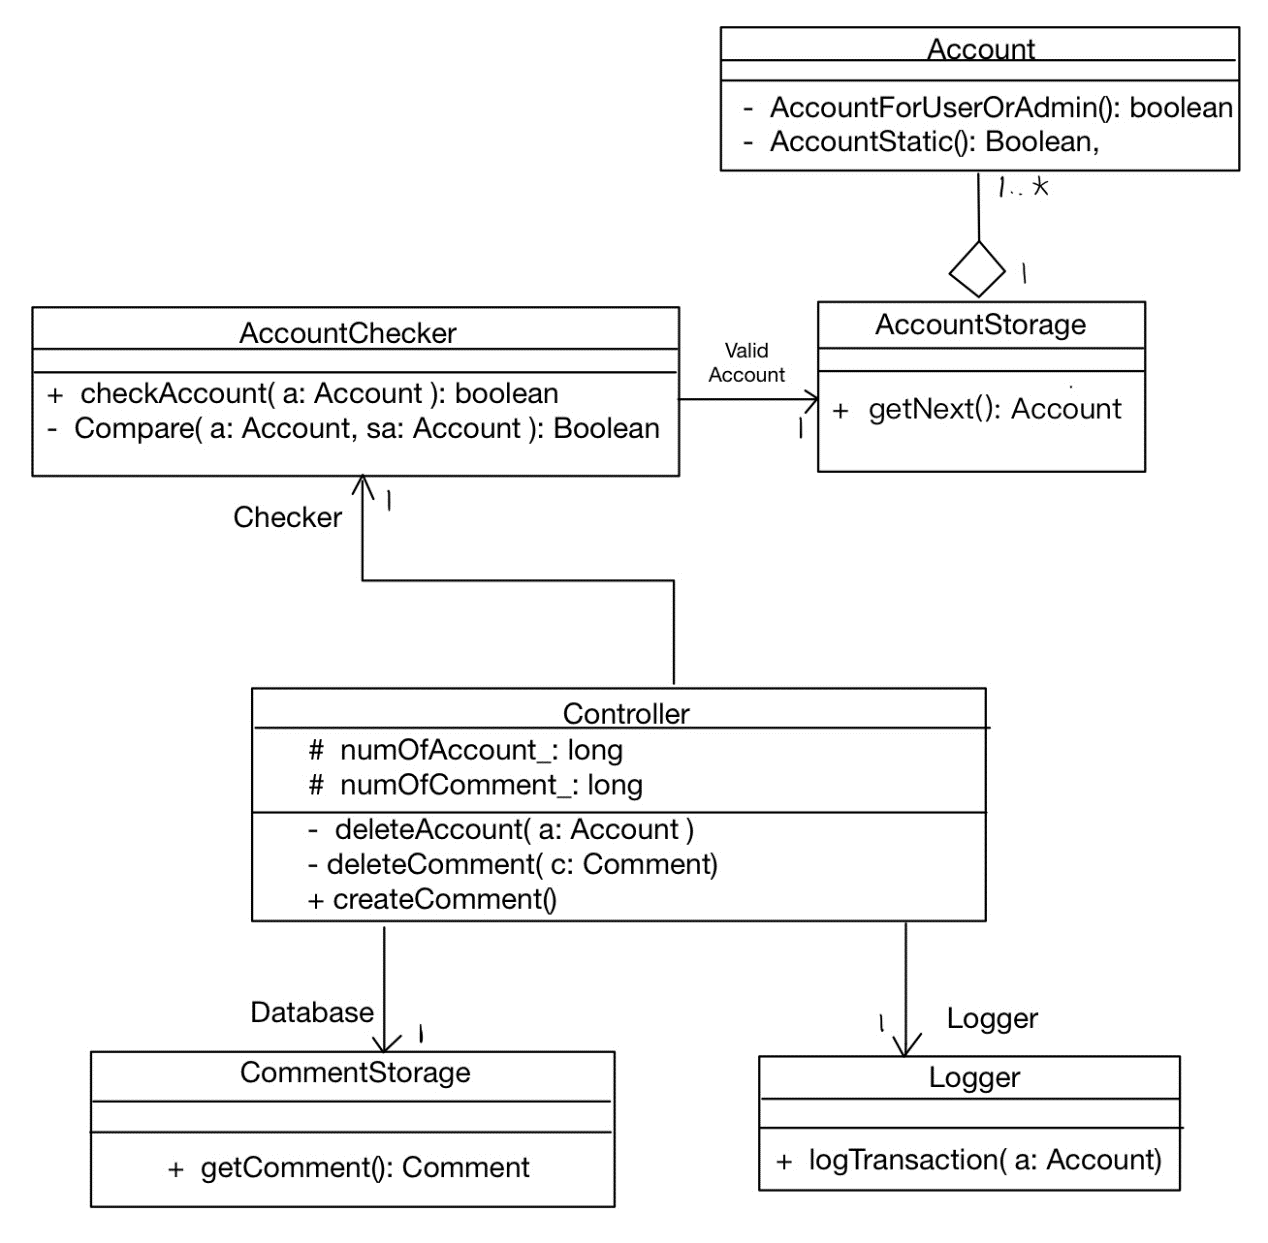 Account
- AccountForUserOrAdmin(): boolean
- AccountStatic(): Boolean,
1..*
1
AccountChecker
+ checkAccount( a: Account ): boolean
- Compare( a: Account, sa: Account ): Boolean
Valid
Account
1
AccountStorage
+ getNext(): Account
Checker
1
Controller
# numOfAccount_: long
# numOfComment_: long
- deleteAccount( a: Account )
- deleteComment( c: Comment)
+ createComment()
Database
1
1
Logger
CommentStorage
+ getComment(): Comment
Logger
+ logTransaction( a: Account)